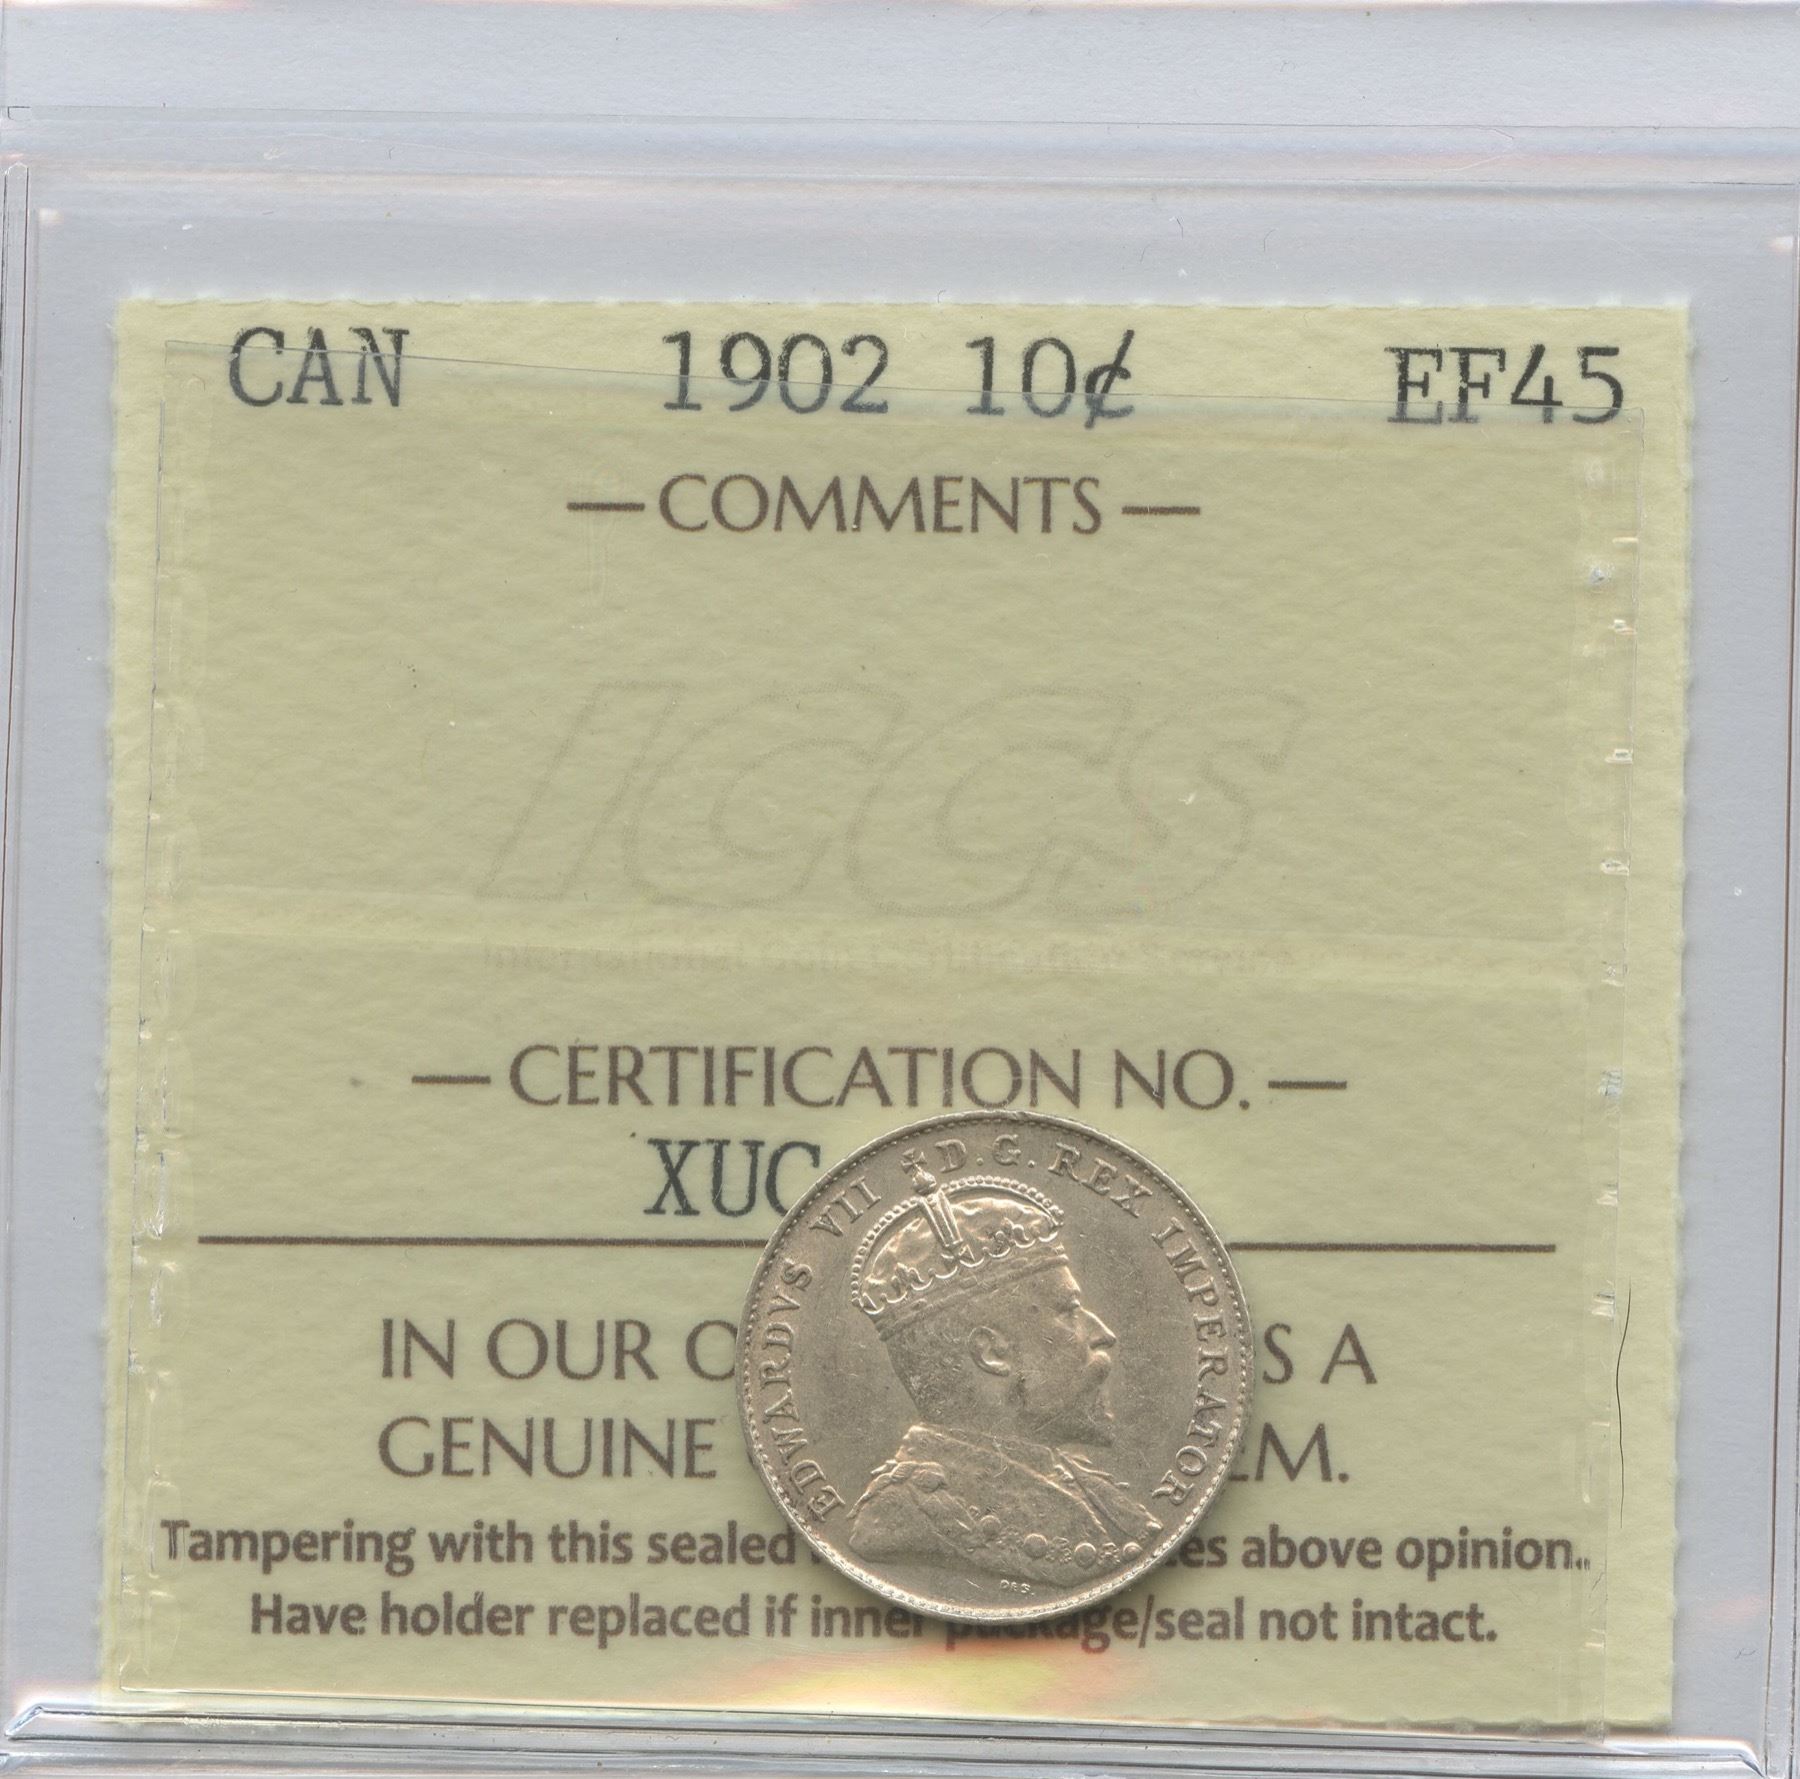 CAN 1902 10¢ EF45
— COMMENTS —
ICCS
— CERTIFICATION NO. —
XUC
EDWARDVS VII D.G. REX IMPERATOR
DES.
IN OUR O S A
GENUINE EM.
Tampering with this sealed es above opinion..
Have holder replaced if inner package/seal not intact.